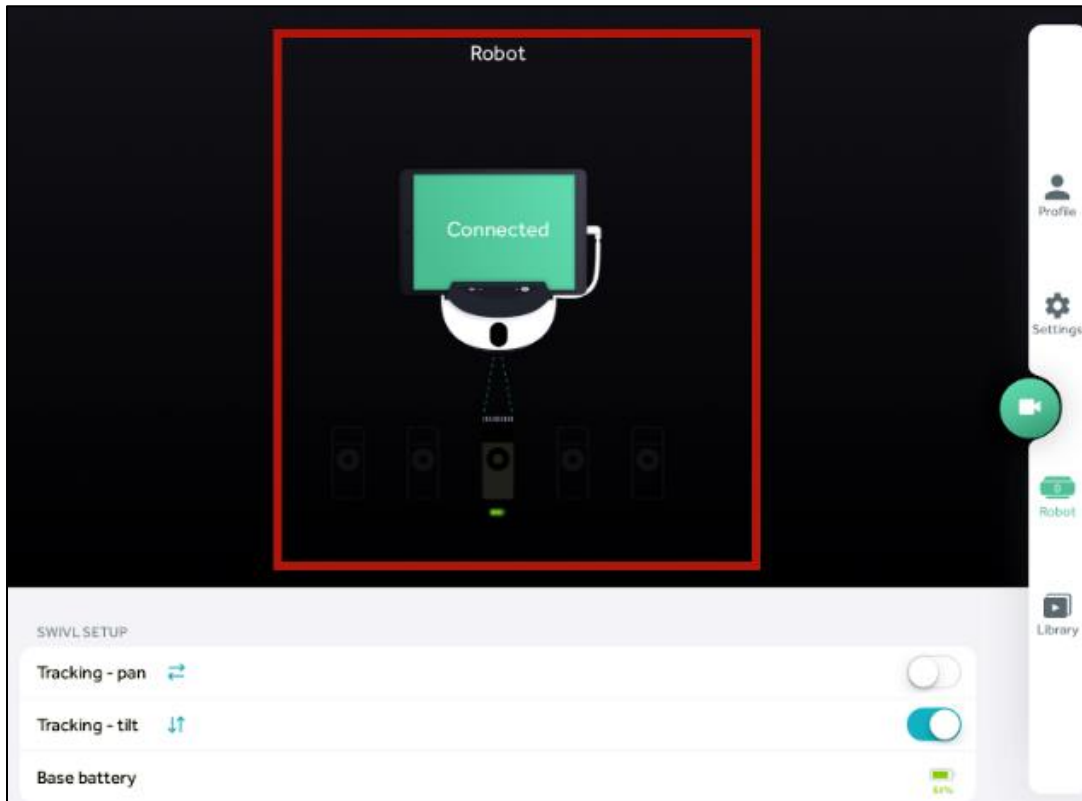 Robot
Connected
Profile
Settings
Robot
Library
SWIVL SETUP
Tracking - pan
Tracking - tilt
Base battery